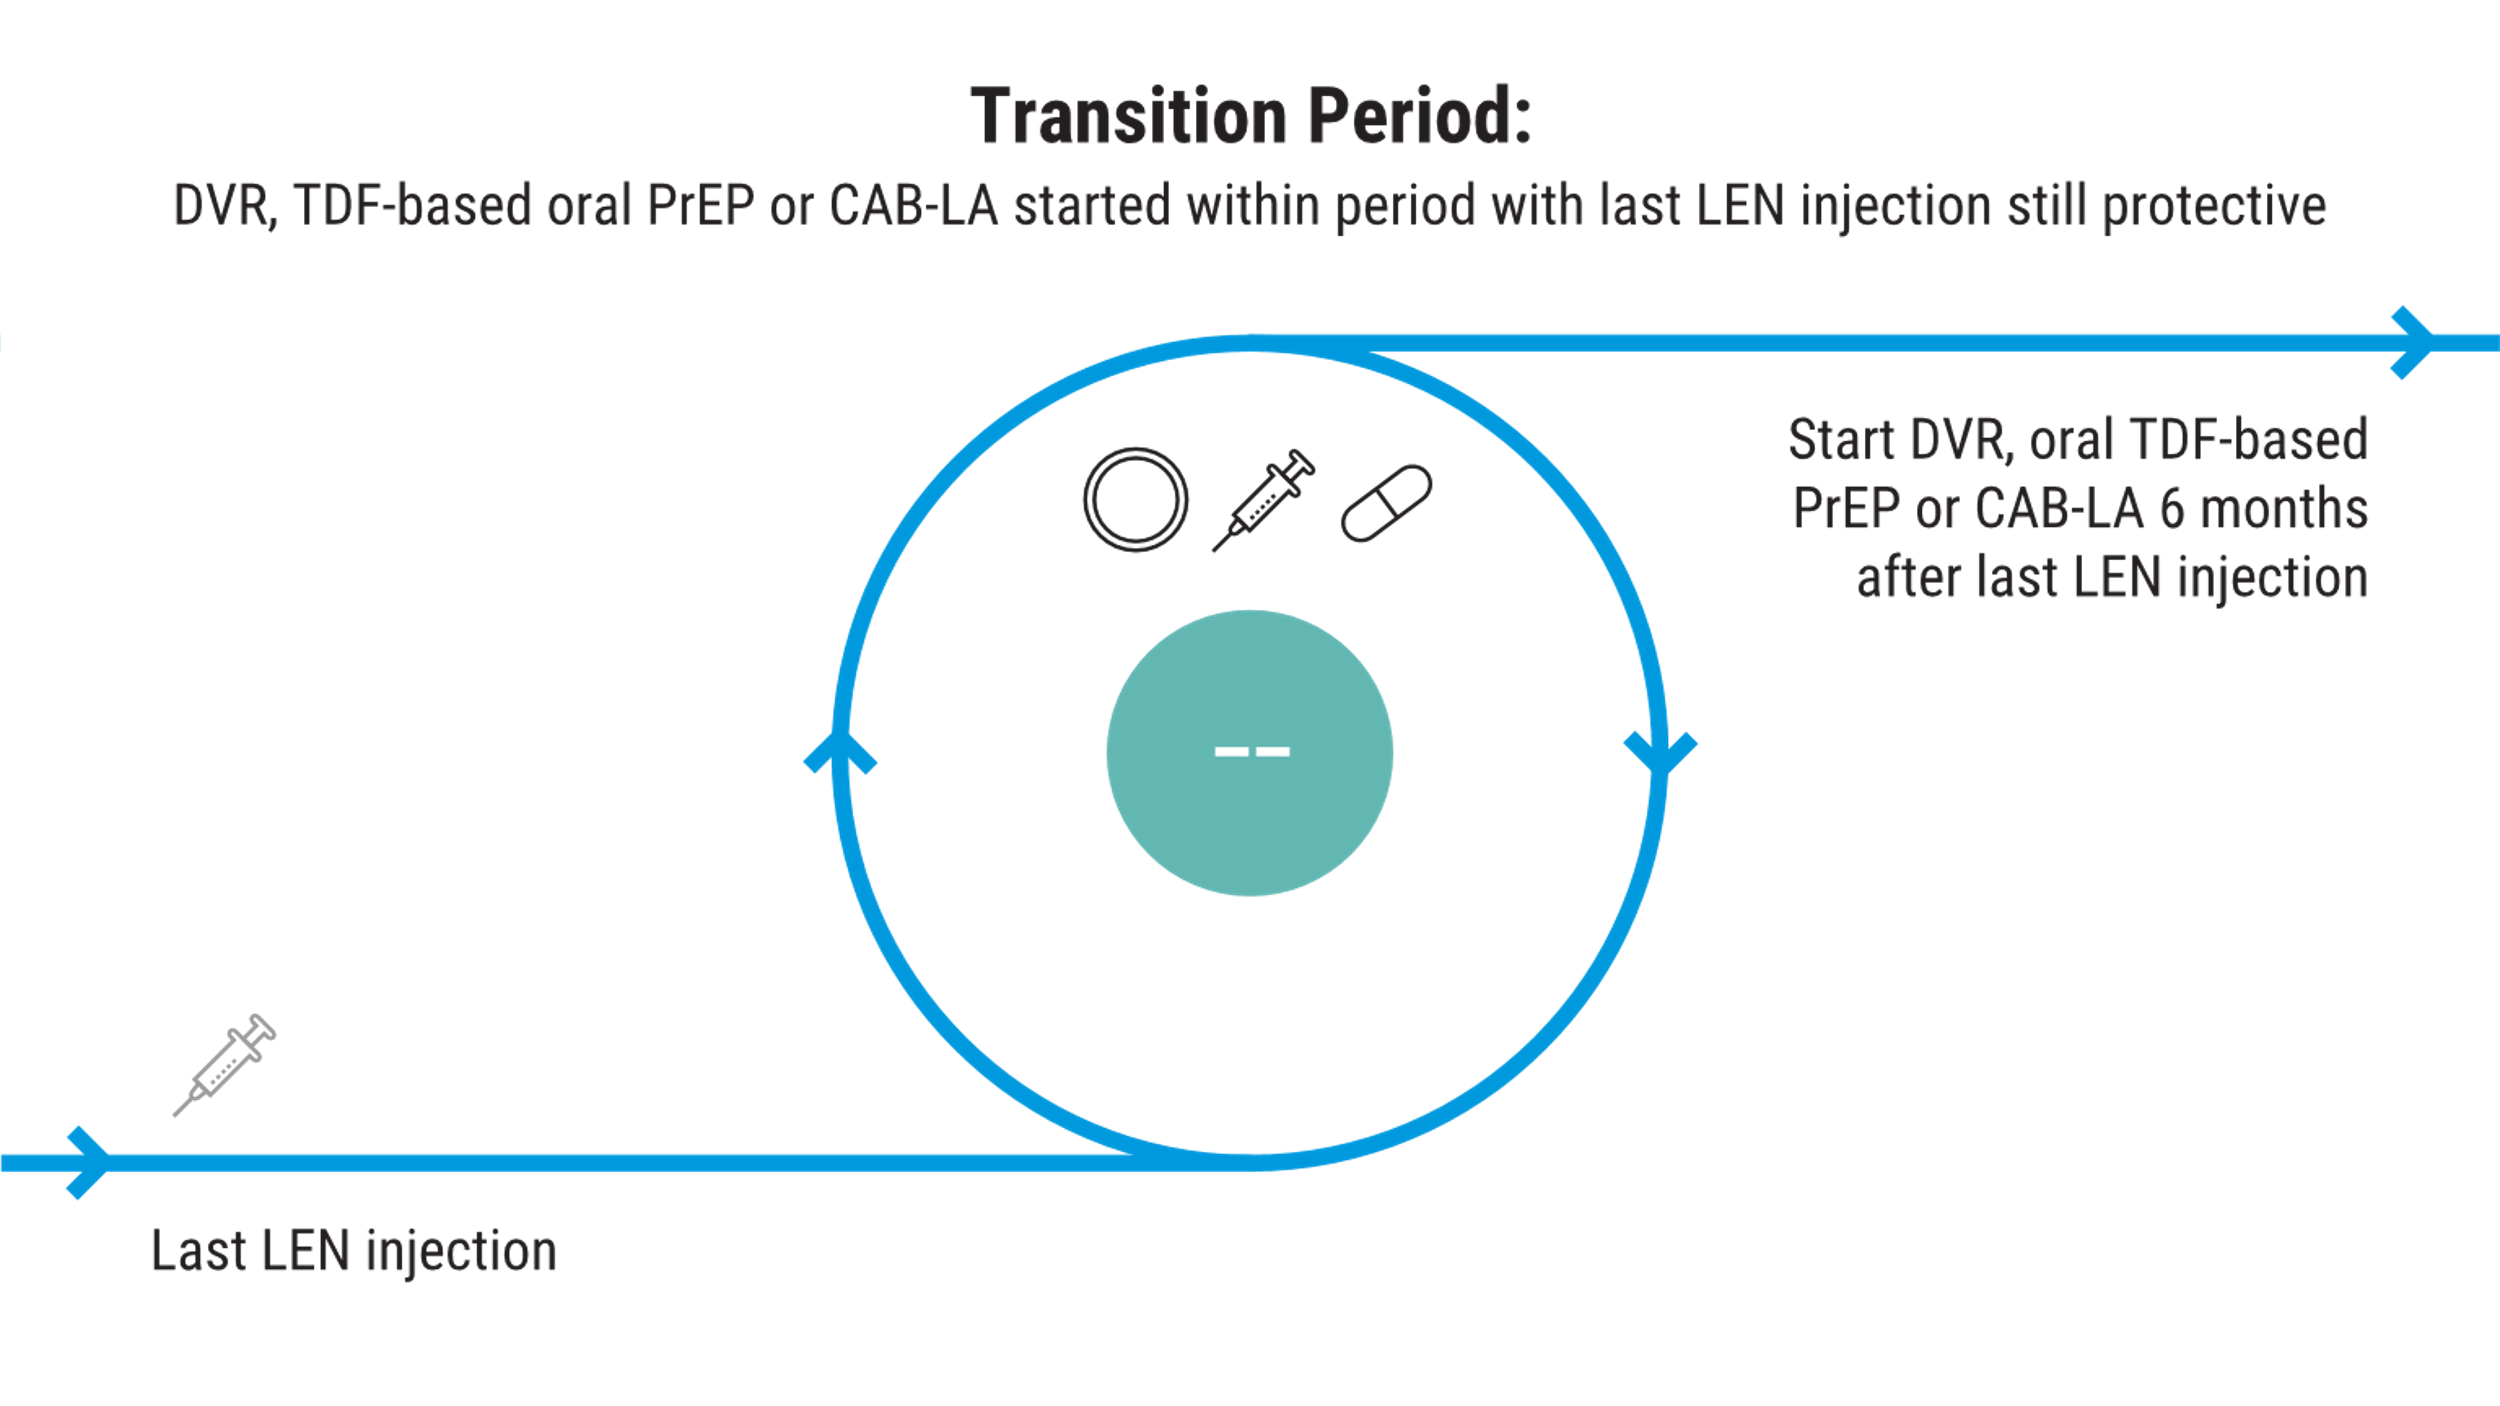 Transition Period:
DVR, TDF-based oral PrEP or CAB-LA started within period with last LEN injection still protective
Start DVR, oral TDF-based
PrEP or CAB-LA 6 months
after last LEN injection
--
Last LEN injection